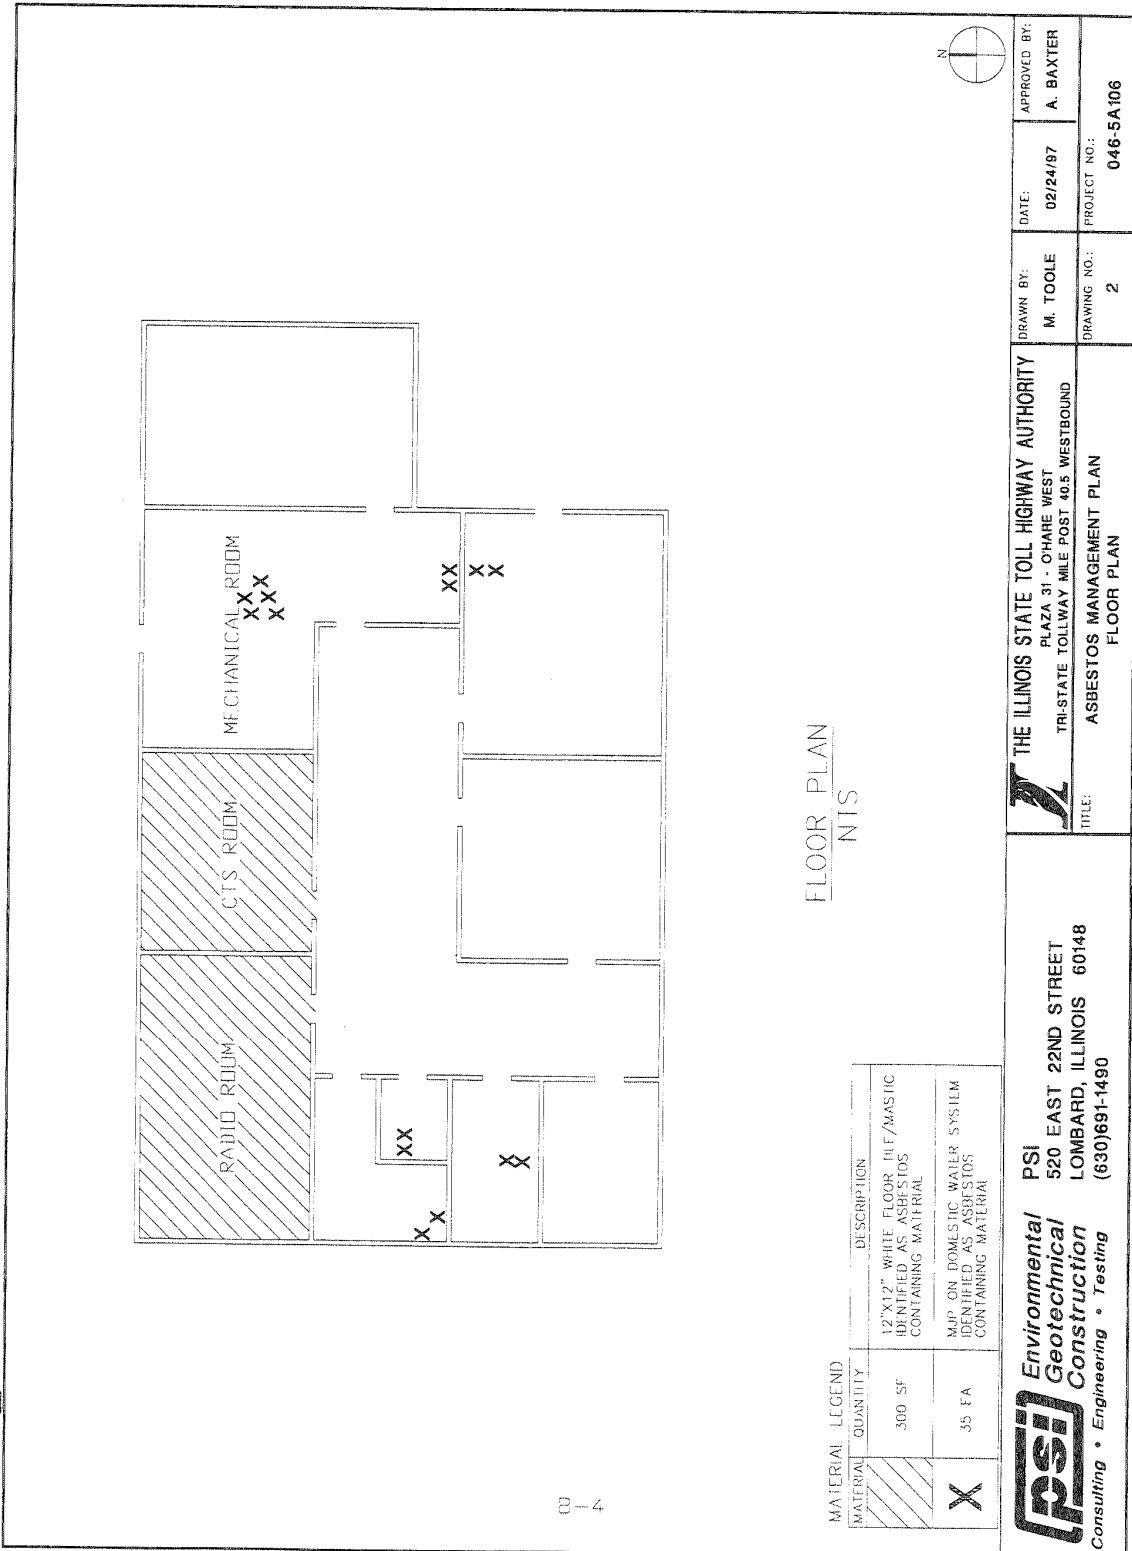 N
RADIO ROOM
CTS ROOM
MECHANICAL ROOM
X X X X X
XX
X X
XX
XX
X X
FLOOR PLAN
NTS
B-4
MATERIAL LEGEND
MATERIAL QUANTITY DESCRIPTION
300 SF
12"X12" WHITE FLOOR TILE/MASTIC
IDENTIFIED AS ASBESTOS
CONTAINING MATERIAL
X
35 EA
MJP ON DOMESTIC WATER SYSTEM
IDENTIFIED AS ASBESTOS
CONTAINING MATERIAL
psi
Environmental
Geotechnical
Construction
Consulting • Engineering • Testing
PSI
520 EAST 22ND STREET
LOMBARD, ILLINOIS 60148
(630)691-1490
THE ILLINOIS STATE TOLL HIGHWAY AUTHORITY
PLAZA 31 - O'HARE WEST
TRI-STATE TOLLWAY MILE POST 40.5 WESTBOUND
TITLE:
ASBESTOS MANAGEMENT PLAN
FLOOR PLAN
DRAWN BY:
M. TOOLE
DATE:
02/24/97
APPROVED BY:
A. BAXTER
DRAWING NO.:
2
PROJECT NO.:
046-5A106